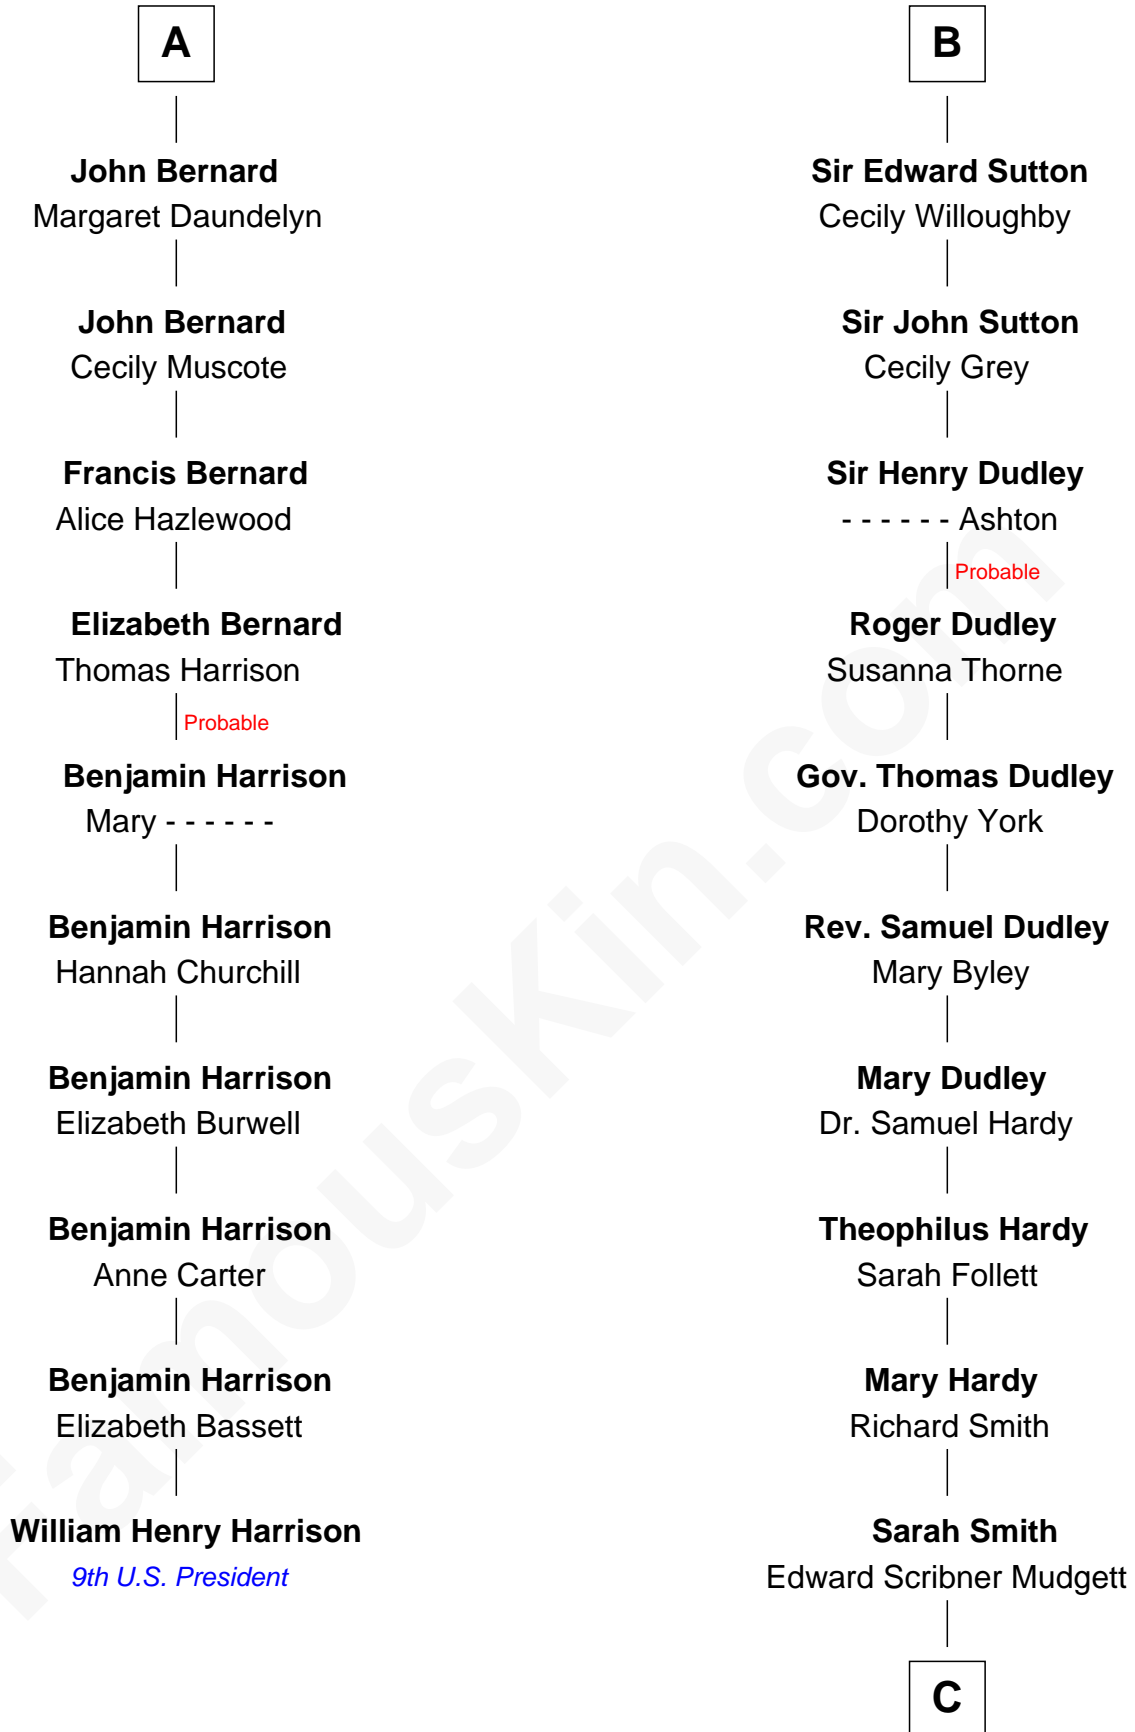 A
John Bernard
Margaret Daundelyn
John Bernard
Cecily Muscote
Francis Bernard
Alice Hazlewood
Elizabeth Bernard
Thomas Harrison
Probable
Benjamin Harrison
Mary - - - - - -
Benjamin Harrison
Hannah Churchill
Benjamin Harrison
Elizabeth Burwell
Benjamin Harrison
Anne Carter
Benjamin Harrison
Elizabeth Bassett
William Henry Harrison
9th U.S. President
B
Sir Edward Sutton
Cecily Willoughby
Sir John Sutton
Cecily Grey
Sir Henry Dudley
- - - - - - Ashton
Probable
Roger Dudley
Susanna Thorne
Gov. Thomas Dudley
Dorothy York
Rev. Samuel Dudley
Mary Byley
Mary Dudley
Dr. Samuel Hardy
Theophilus Hardy
Sarah Follett
Mary Hardy
Richard Smith
Sarah Smith
Edward Scribner Mudgett
C
FamousKin.com